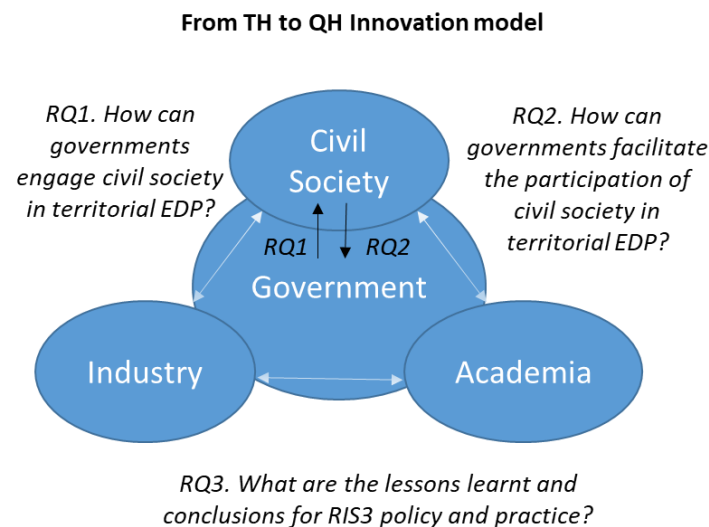 From TH to QH Innovation model
RQ1. How can
governments
engage civil society
in territorial EDP?
Civil
Society
RQ2. How can
governments facilitate
the participation of
civil society in
territorial EDP?
RQ1
RQ2
Government
Industry
Academia
RQ3. What are the lessons learnt and
conclusions for RIS3 policy and practice?